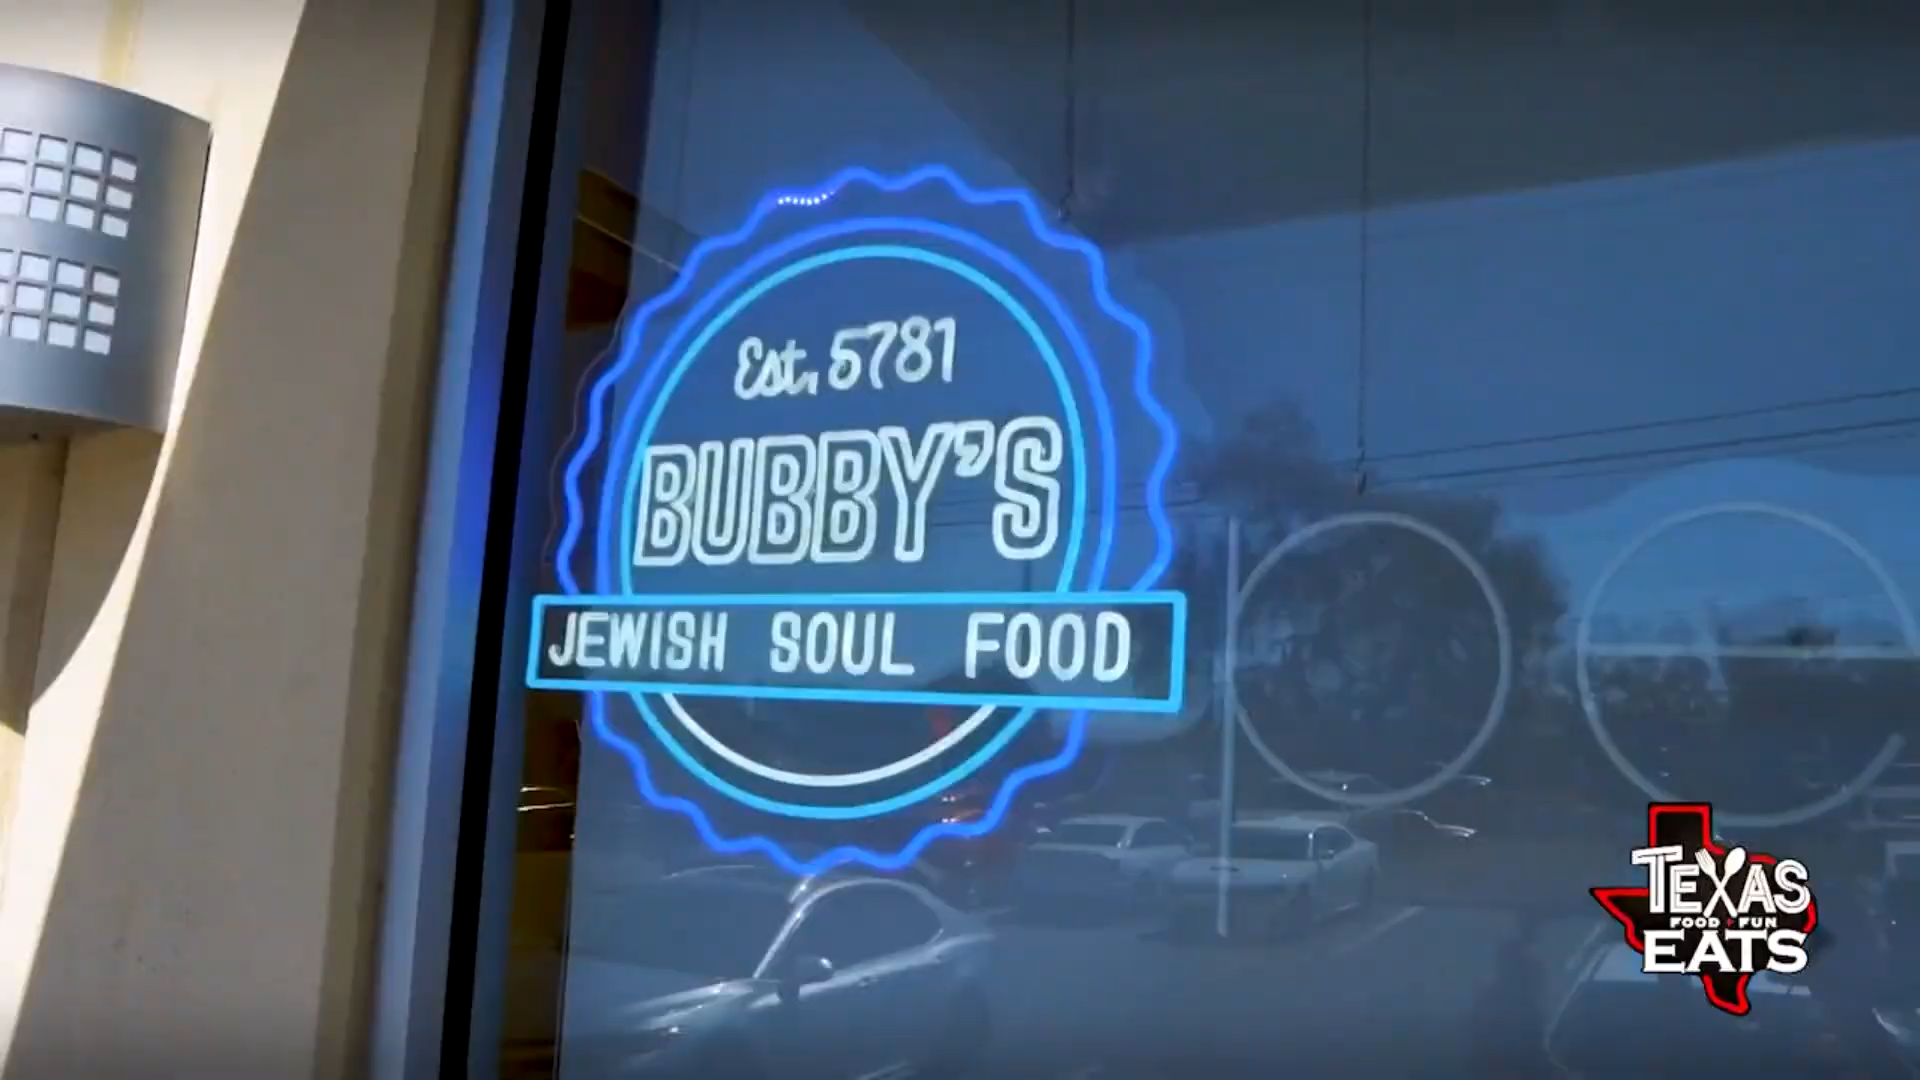 Est. 5781
BUBBY'S
JEWISH SOUL FOOD
TEXAS
FOOD + FUN
EATS